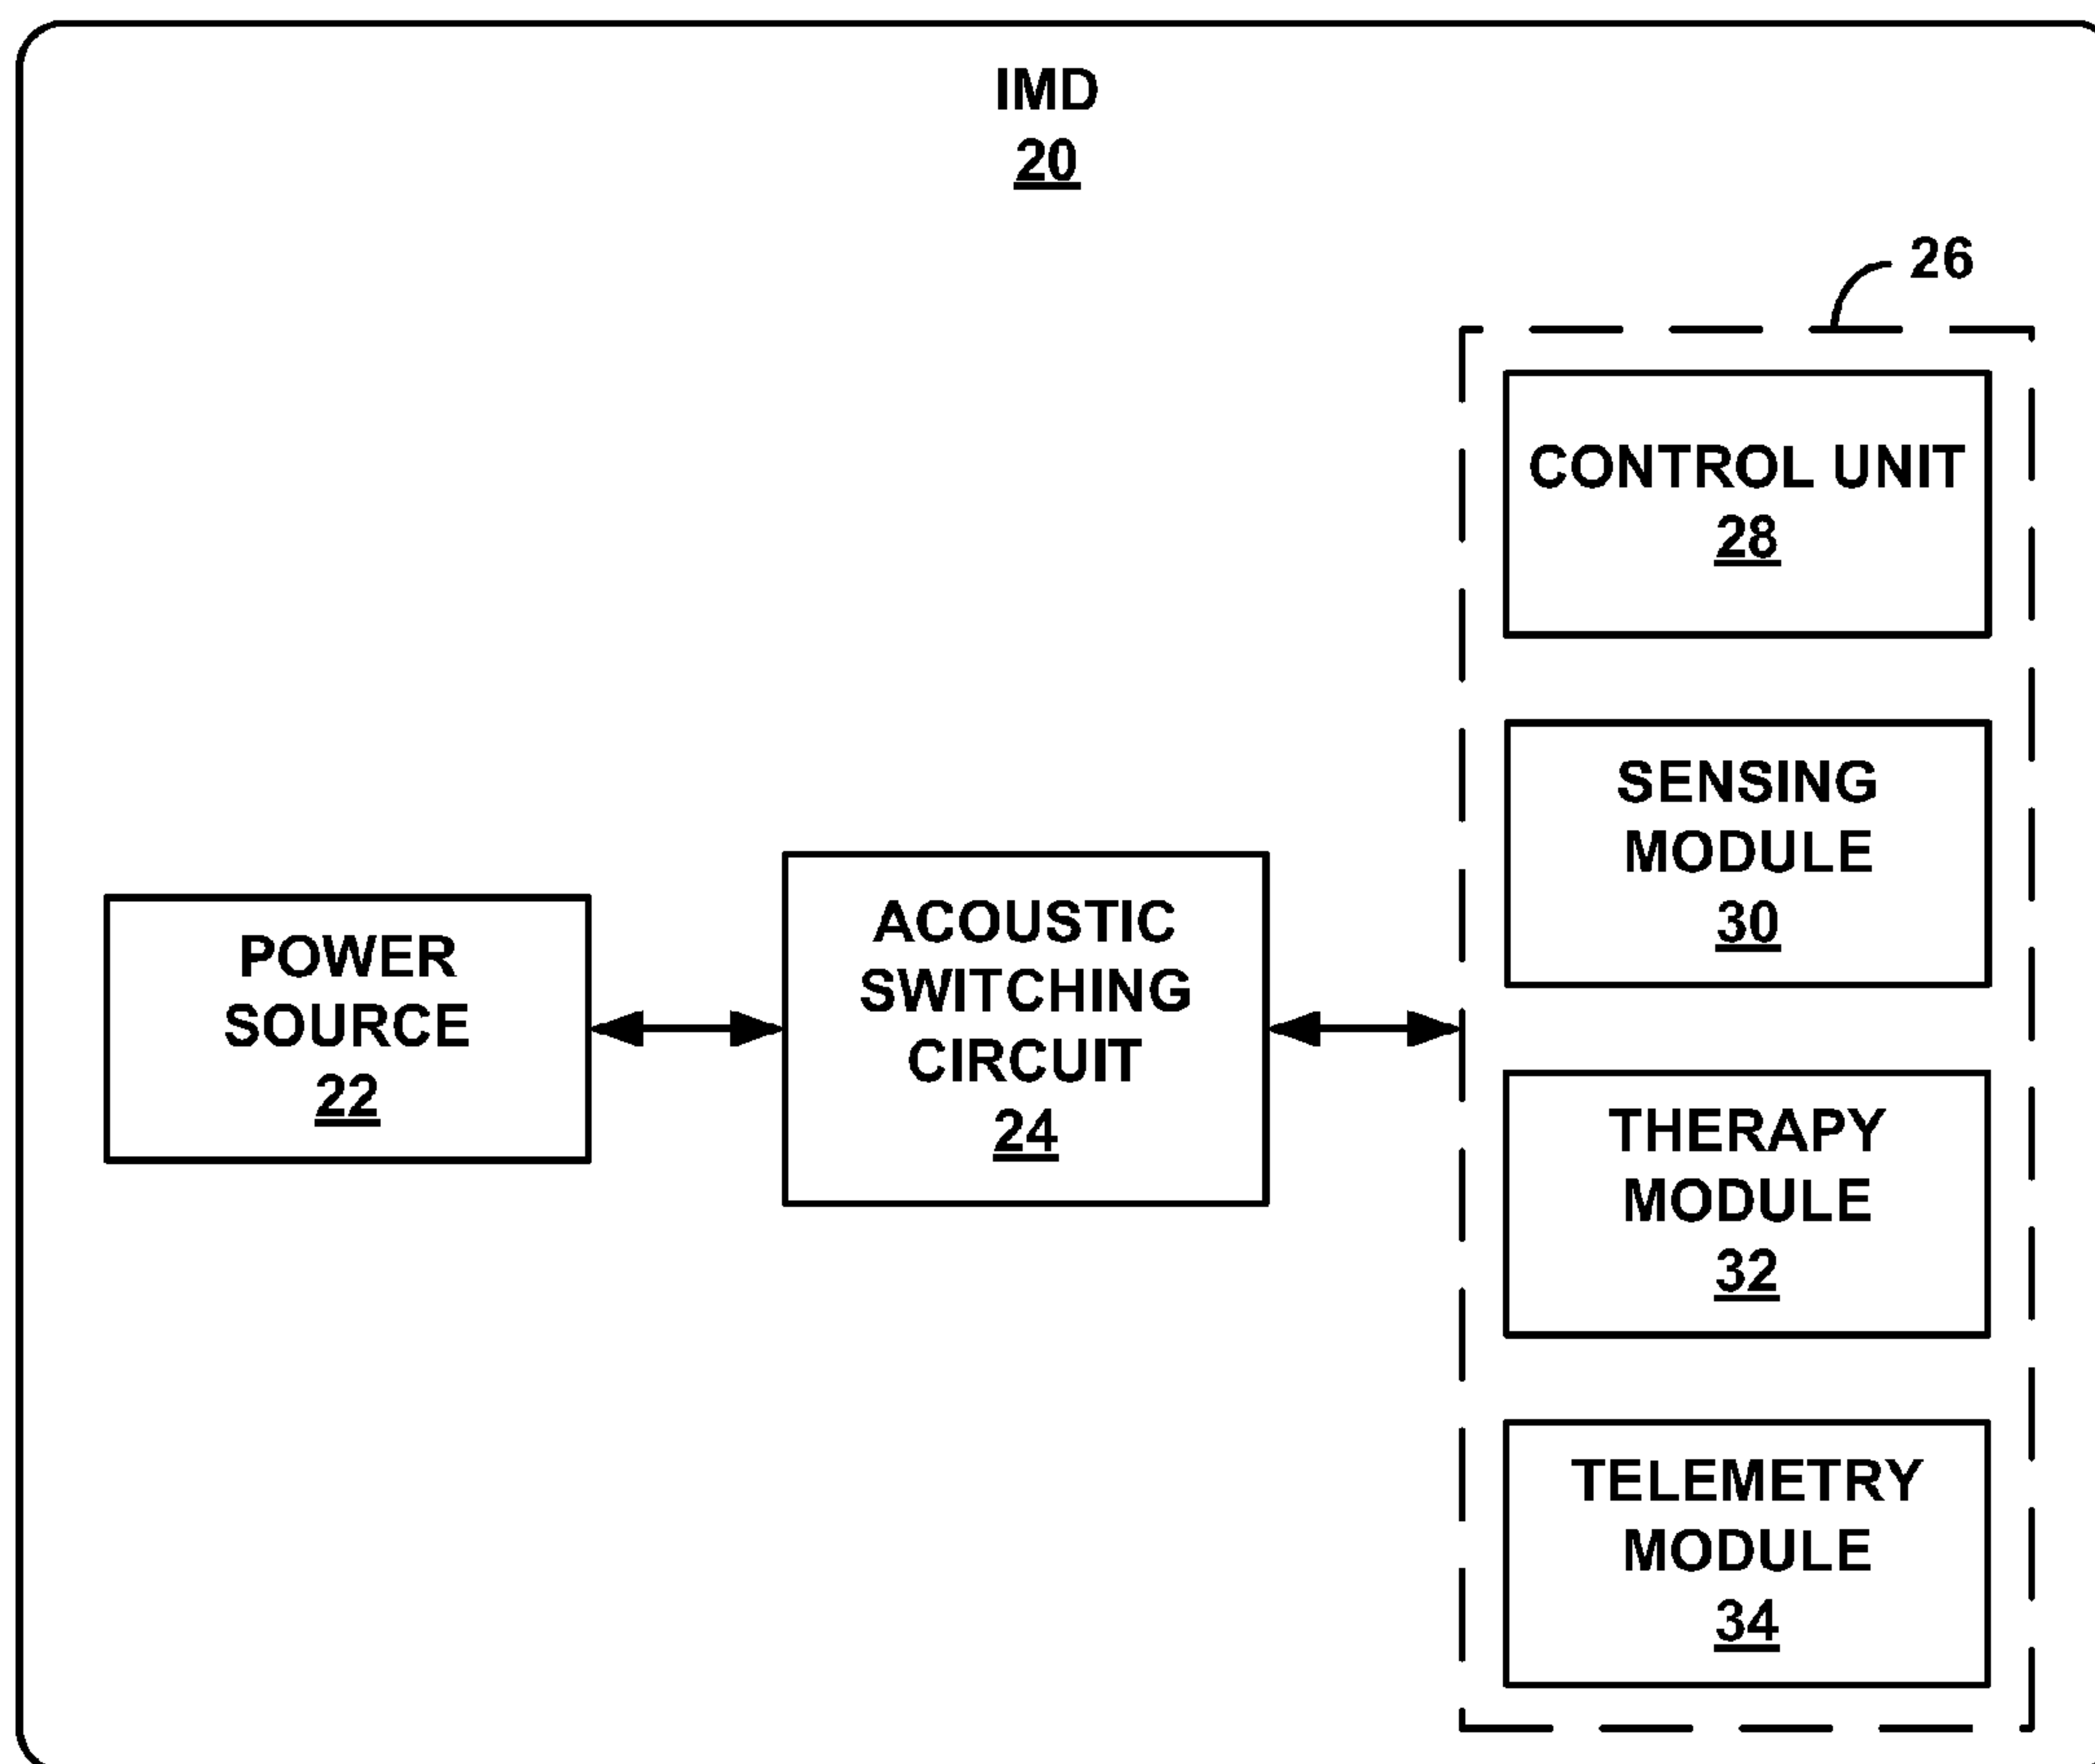 IMD
20
26
CONTROL UNIT
28
SENSING
MODULE
30
POWER
SOURCE
22
ACOUSTIC
SWITCHING
CIRCUIT
24
THERAPY
MODULE
32
TELEMETRY
MODULE
34